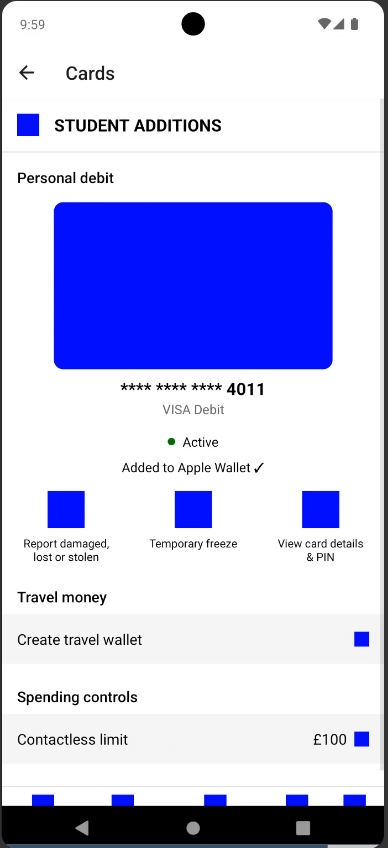 9:59
Cards
STUDENT ADDITIONS
Personal debit
**** **** **** 4011
VISA Debit
Active
Added to Apple Wallet ✓
Report damaged,
lost or stolen
Temporary freeze
View card details
& PIN
Travel money
Create travel wallet
Spending controls
Contactless limit £100